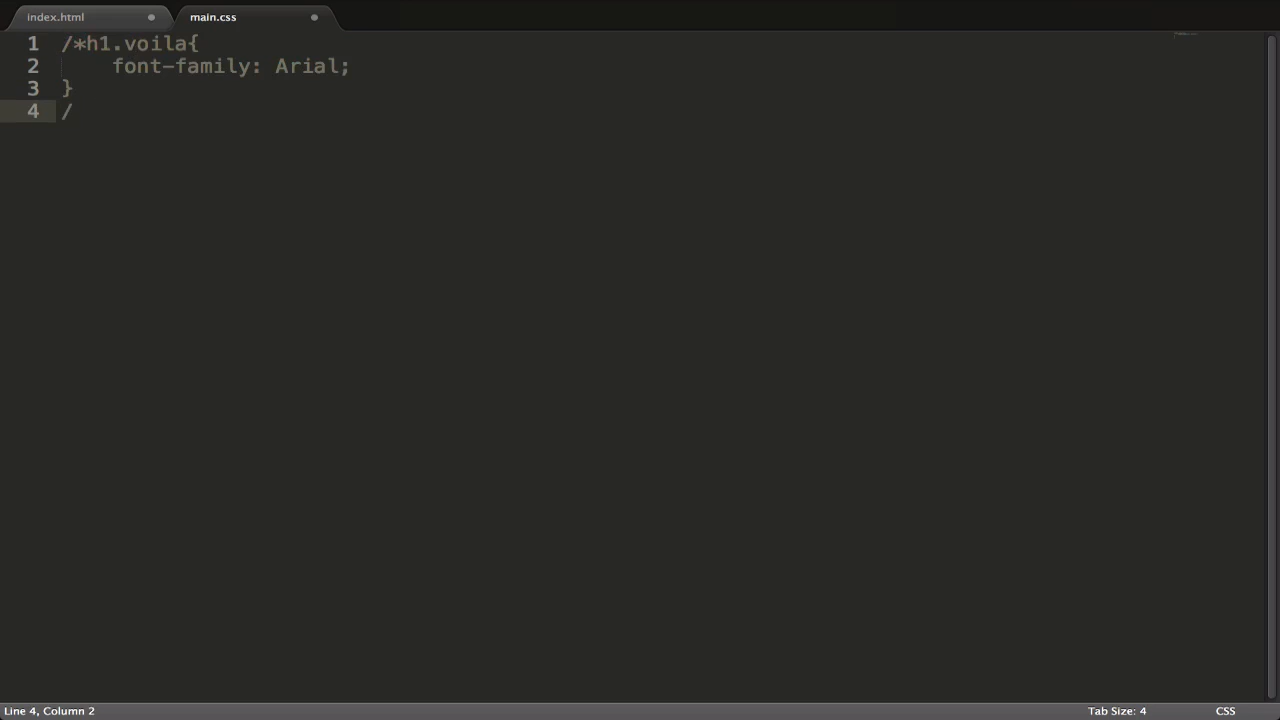 index.html
main.css
1 /*h1.voila{
2     font-family: Arial;
3 }
4 /
Line 4, Column 2
Tab Size: 4
CSS